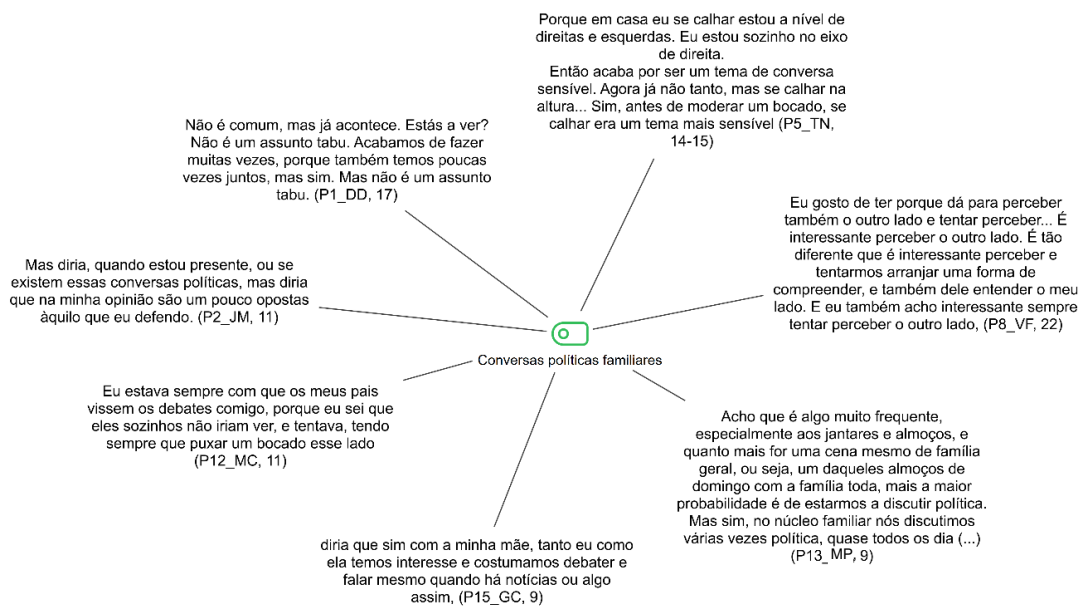 Porque em casa eu se calhar estou a nível de
direitas e esquerdas. Eu estou sozinho no eixo
de direita.
Então acaba por ser um tema de conversa
sensível. Agora já não tanto, mas se calhar na
altura... Sim, antes de moderar um bocado, se
calhar era um tema mais sensível (P5_TN,
14-15)
Não é comum, mas já acontece. Estás a ver?
Não é um assunto tabu. Acabamos de fazer
muitas vezes, porque também temos poucas
vezes juntos, mas sim. Mas não é um assunto
tabu. (P1_DD, 17)
Eu gosto de ter porque dá para perceber
também o outro lado e tentar perceber... É
interessante perceber o outro lado. É tão
diferente que é interessante perceber e
tentarmos arranjar uma forma de
compreender, e também dele entender o meu
lado. E eu também acho interessante sempre
tentar perceber o outro lado, (P8_VF, 22)
Mas diria, quando estou presente, ou se
existem essas conversas políticas, mas diria
que na minha opinião são um pouco opostas
àquilo que eu defendo. (P2_JM, 11)
Conversas políticas familiares
Eu estava sempre com que os meus pais
vissem os debates comigo, porque eu sei que
eles sozinhos não iriam ver, e tentava, tendo
sempre que puxar um bocado esse lado
(P12_MC, 11)
Acho que é algo muito frequente,
especialmente aos jantares e almoços, e
quanto mais for uma cena mesmo de família
geral, ou seja, um daqueles almoços de
domingo com a família toda, mais a maior
probabilidade é de estarmos a discutir política.
Mas sim, no núcleo familiar nós discutimos
várias vezes política, quase todos os dia (...)
(P13_MP, 9)
diria que sim com a minha mãe, tanto eu como
ela temos interesse e costumamos debater e
falar mesmo quando há notícias ou algo
assim, (P15_GC, 9)